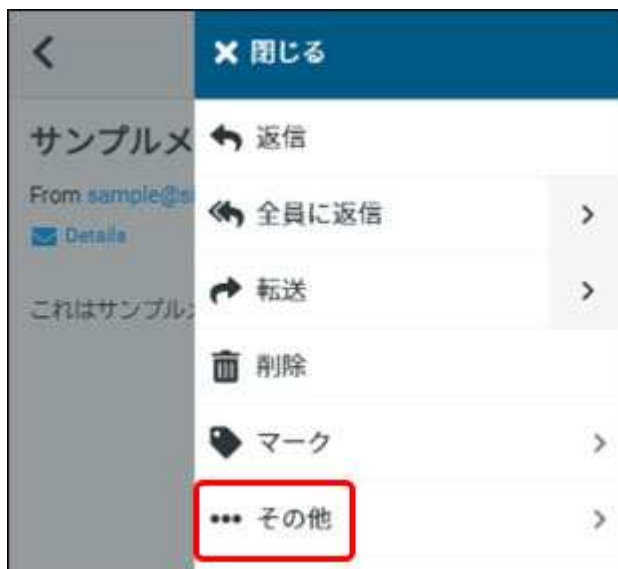 閉じる
サンプルメ
From sample@s
Details
これはサンプル
返信
全員に返信
転送
削除
マーク
その他